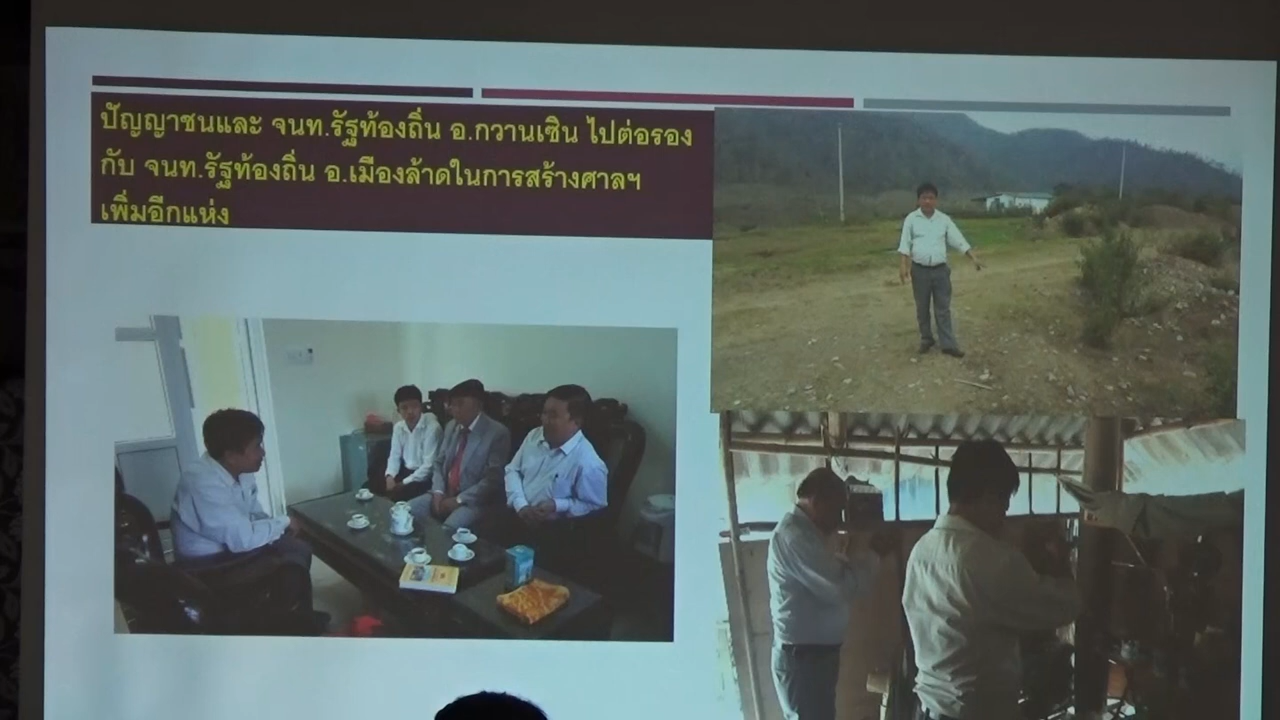 ปัญญาชนและ จนท.รัฐท้องถิ่น อ.กวานเซิน ไปต่อรอง
กับ จนท.รัฐท้องถิ่น อ.เมืองล้าดในการสร้างศาลฯ
เพิ่มอีกแห่ง